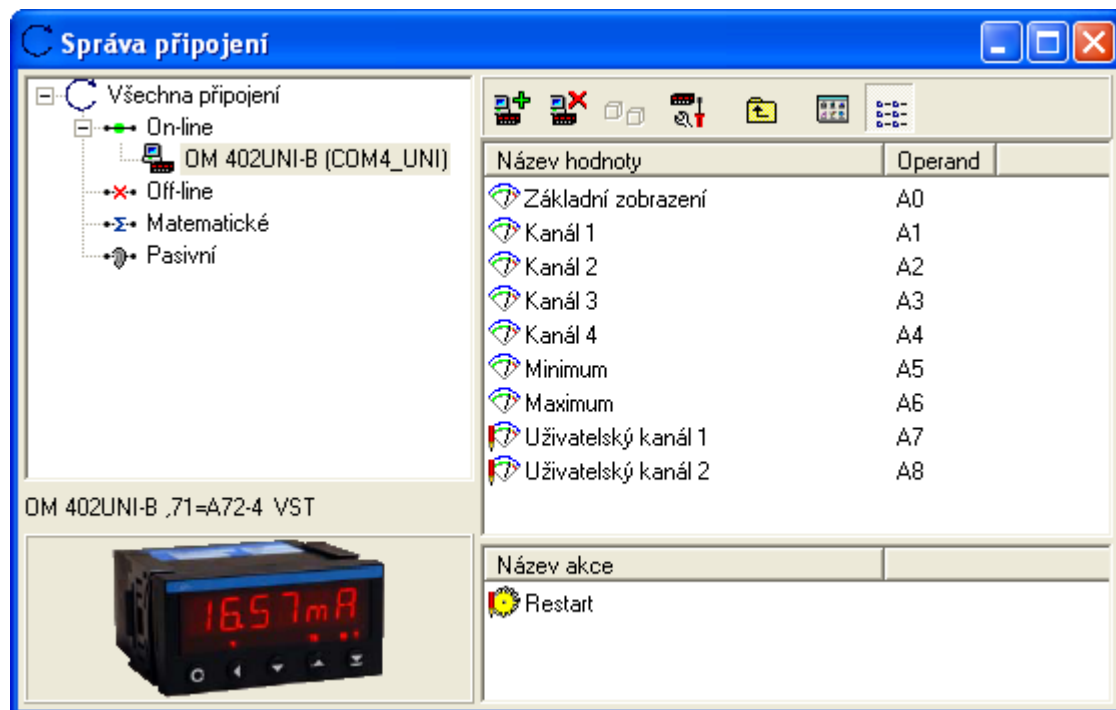 Správa připojení
Všechna připojení
On-line
OM 402UNI-B (COM4_UNI)
Off-line
Matematické
Pasivní
OM 402UNI-B ,71=A72-4 VST
16.57mA
Název hodnoty Operand
Základní zobrazení A0
Kanál 1 A1
Kanál 2 A2
Kanál 3 A3
Kanál 4 A4
Minimum A5
Maximum A6
Uživatelský kanál 1 A7
Uživatelský kanál 2 A8
Název akce
Restart